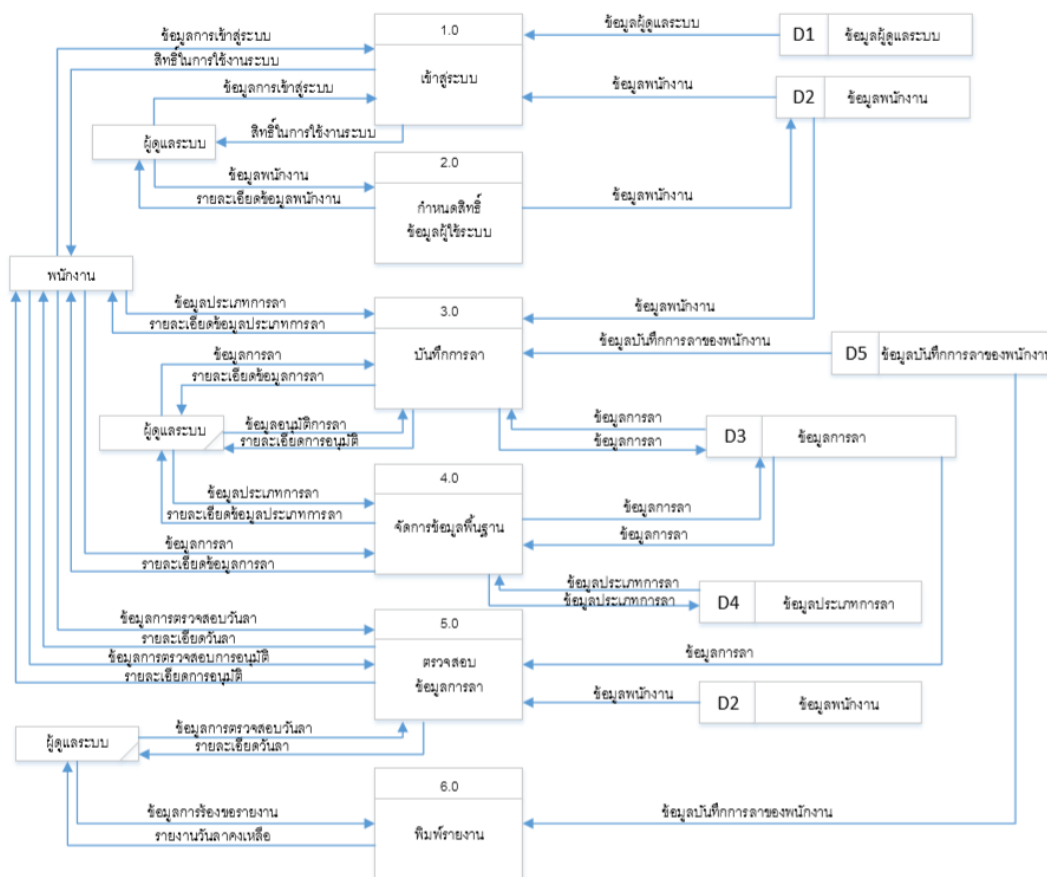 1.0
เข้าสู่ระบบ
ข้อมูลการเข้าสู่ระบบ
สิทธิ์ในการใช้งานระบบ
ข้อมูลการเข้าสู่ระบบ
สิทธิ์ในการใช้งานระบบ
ผู้ดูแลระบบ
ข้อมูลผู้ดูแลระบบ
D1 ข้อมูลผู้ดูแลระบบ
ข้อมูลพนักงาน
D2 ข้อมูลพนักงาน
2.0
กำหนดสิทธิ์
ข้อมูลผู้ใช้ระบบ
ข้อมูลพนักงาน
รายละเอียดข้อมูลพนักงาน
ข้อมูลพนักงาน
พนักงาน
3.0
บันทึกการลา
ข้อมูลประเภทการลา
รายละเอียดข้อมูลประเภทการลา
ข้อมูลพนักงาน
ข้อมูลบันทึกการลาของพนักงาน
D5 ข้อมูลบันทึกการลาของพนักงาน
ข้อมูลการลา
รายละเอียดข้อมูลการลา
ผู้ดูแลระบบ
ข้อมูลอนุมัติการลา
รายละเอียดการอนุมัติ
ข้อมูลการลา
ข้อมูลการลา
D3 ข้อมูลการลา
4.0
จัดการข้อมูลพื้นฐาน
ข้อมูลประเภทการลา
รายละเอียดข้อมูลประเภทการลา
ข้อมูลการลา
รายละเอียดข้อมูลการลา
ข้อมูลการลา
ข้อมูลการลา
ข้อมูลประเภทการลา
ข้อมูลประเภทการลา
D4 ข้อมูลประเภทการลา
5.0
ตรวจสอบ
ข้อมูลการลา
ข้อมูลการตรวจสอบวันลา
รายละเอียดวันลา
ข้อมูลการตรวจสอบการอนุมัติ
รายละเอียดการอนุมัติ
ข้อมูลการลา
ข้อมูลพนักงาน
D2 ข้อมูลพนักงาน
ผู้ดูแลระบบ
ข้อมูลการตรวจสอบวันลา
รายละเอียดวันลา
6.0
พิมพ์รายงาน
ข้อมูลการร้องขอรายงาน
รายงานวันลาคงเหลือ
ข้อมูลบันทึกการลาของพนักงาน